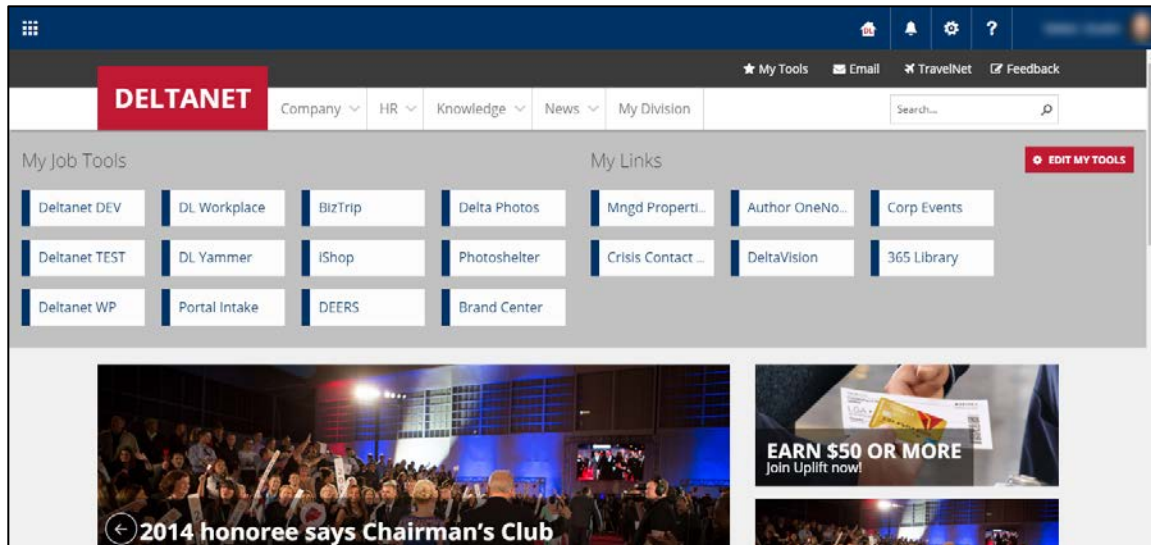 DL
?
My Tools Email TravelNet Feedback
DELTANET
Company HR Knowledge News My Division Search...
My Job Tools My Links EDIT MY TOOLS
Deltanet DEV DL Workplace BizTrip Delta Photos Mngd Properti... Author OneNo... Corp Events
Deltanet TEST DL Yammer iShop Photoshelter Crisis Contact ... DeltaVision 365 Library
Deltanet WP Portal Intake DEERS Brand Center
LGA
EARN $50 OR MORE
Join Uplift now!
2014 honoree says Chairman's Club